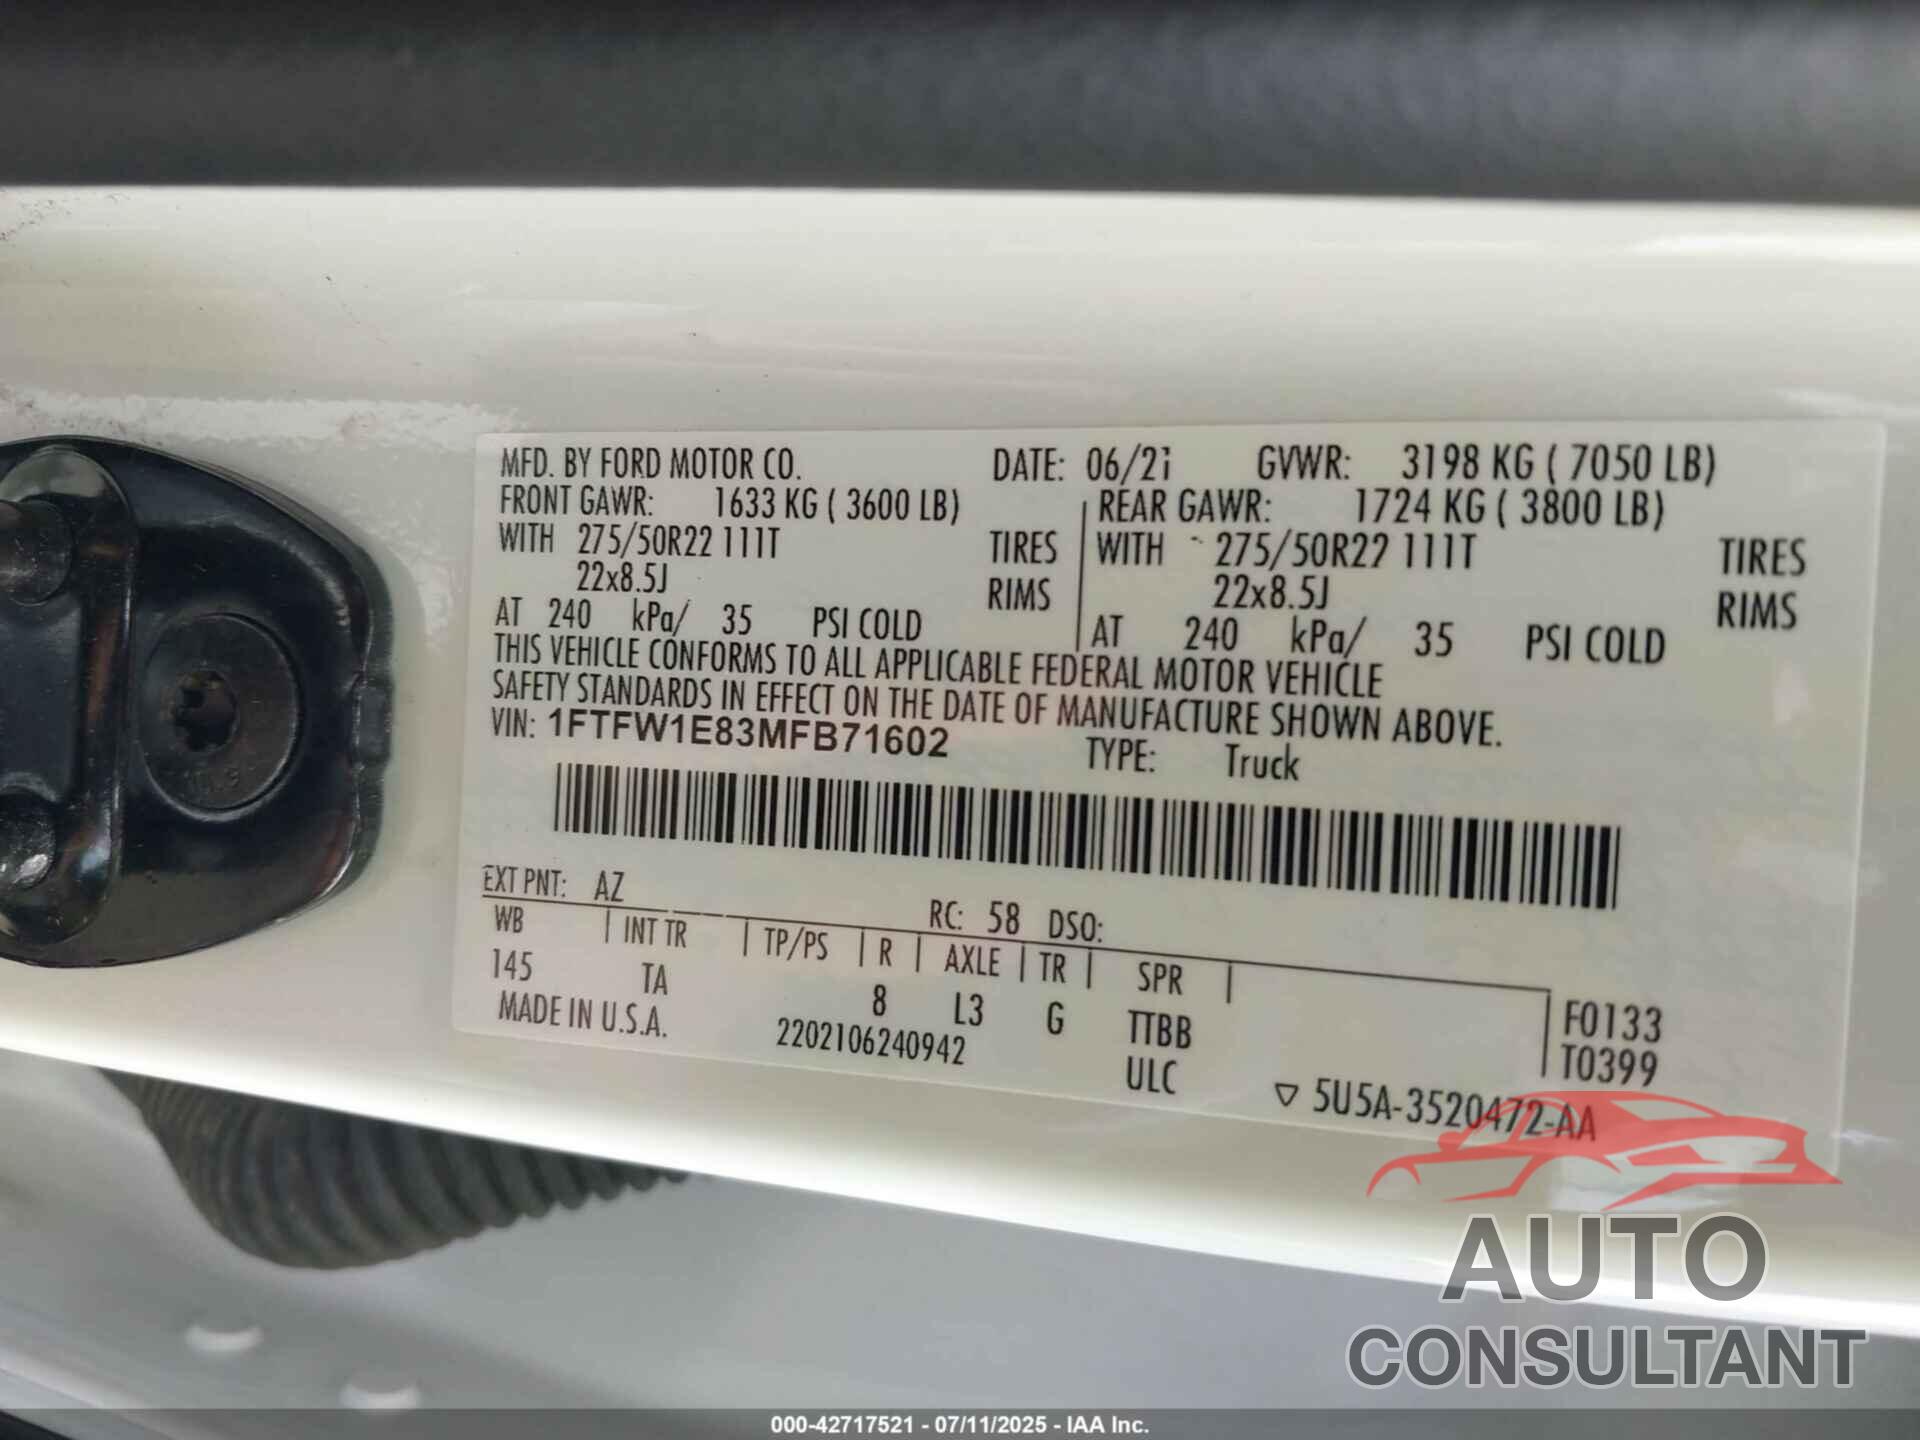 MFD. BY FORD MOTOR CO. DATE: 06/21 GVWR: 3198 KG ( 7050 LB)
FRONT GAWR: 1633 KG ( 3600 LB) REAR GAWR: 1724 KG ( 3800 LB)
WITH 275/50R22 111T TIRES WITH 275/50R22 111T TIRES
22x8.5J RIMS 22x8.5J RIMS
AT 240 kPa/ 35 PSI COLD AT 240 kPa/ 35 PSI COLD
THIS VEHICLE CONFORMS TO ALL APPLICABLE FEDERAL MOTOR VEHICLE
SAFETY STANDARDS IN EFFECT ON THE DATE OF MANUFACTURE SHOWN ABOVE.
VIN: 1FTFW1E83MFB71602 TYPE: Truck
EXT PNT: AZ RC: 58 DSO:
WB INT TR TP/PS R AXLE TR SPR
145 TA 8 L3 G TTBB F0133
MADE IN U.S.A. 2202106240942 ULC T0399
5U5A-3520472-AA
AUTO
CONSULTANT
000-42717521 - 07/11/2025 - IAA Inc.